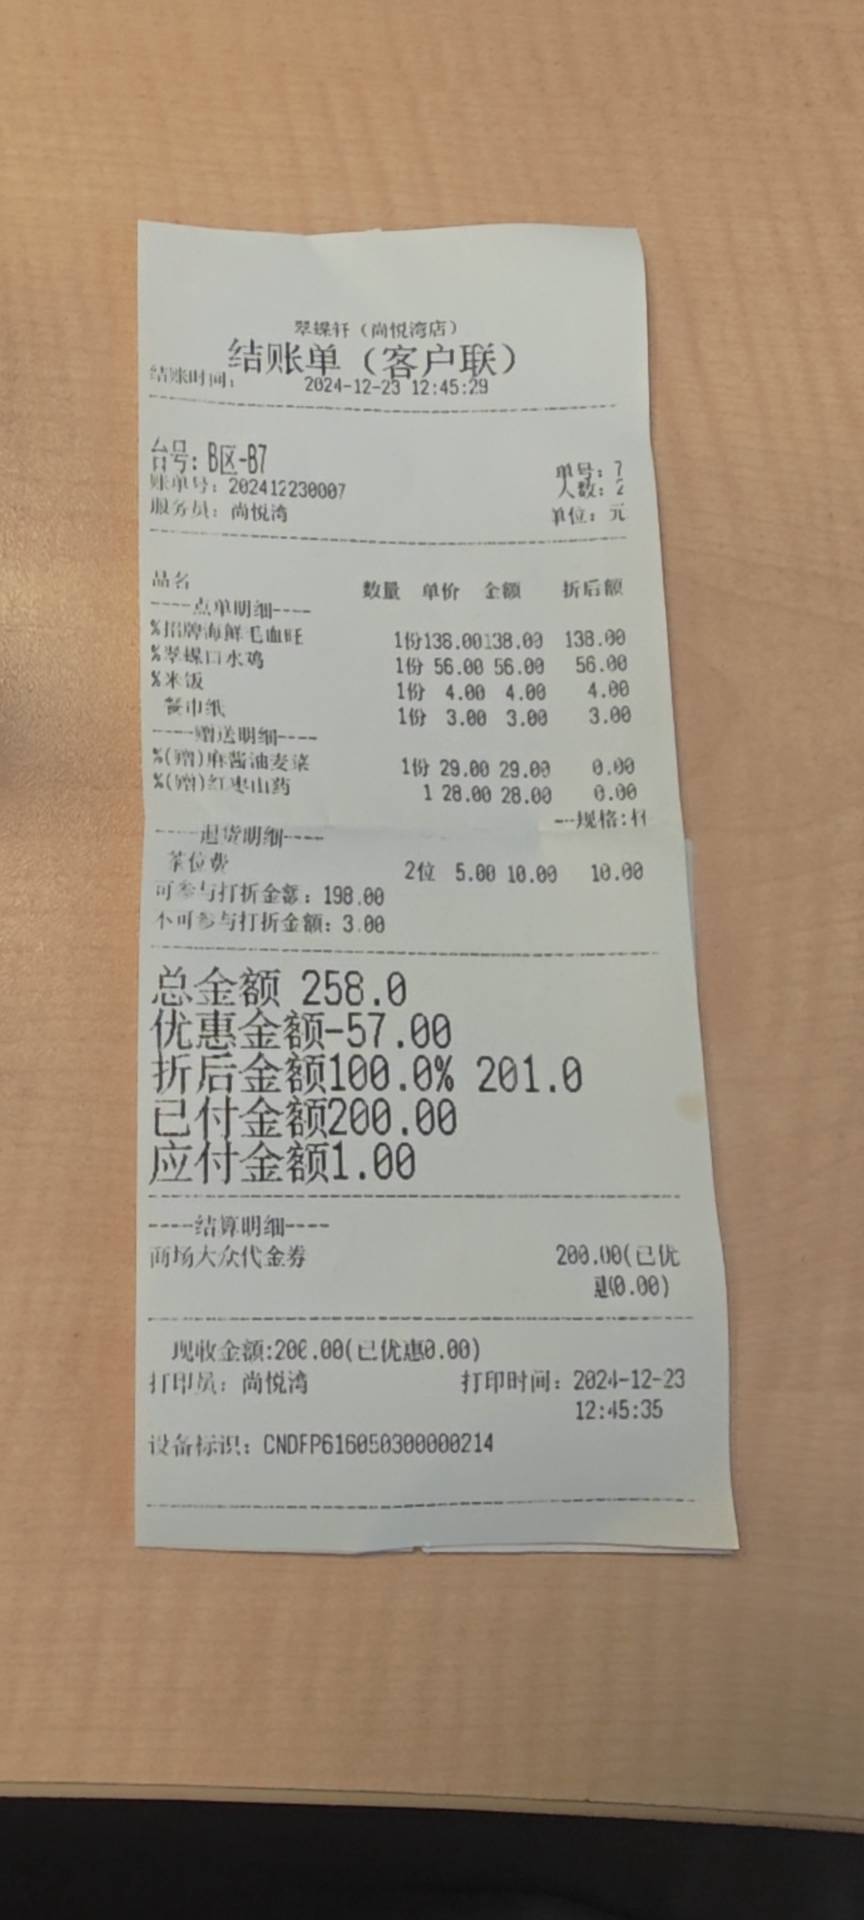 翠蝶轩（尚悦湾店）
结账单（客户联）
结账时间： 2024-12-23 12:45:29
台号：B区-B7
单号：7
账单号：202412230007 人数：2
服务员：尚悦湾 单位：元
品名 数量 单价 金额 折后额
----点单明细----
%招牌海鲜毛血旺 1份138.00138.00 138.00
%翠蝶口水鸡 1份 56.00 56.00 56.00
%米饭 1份 4.00 4.00 4.00
餐巾纸 1份 3.00 3.00 3.00
----赠送明细----
%(赠)麻酱油麦菜 1份 29.00 29.00 0.00
%(赠)红枣山药 1 28.00 28.00 0.00
---规格:
----退货明细----
茶位费 2位 5.00 10.00 10.00
可参与打折金额：198.00
不可参与打折金额：3.00
总金额 258.0
优惠金额-57.00
折后金额100.0% 201.0
已付金额200.00
应付金额1.00
----结算明细----
商场大众代金券 200.00(已优
惠0.00)
现收金额:200.00(已优惠0.00)
打印员：尚悦湾 打印时间：2024-12-23
12:45:35
设备标识：CNDFP616050300000214